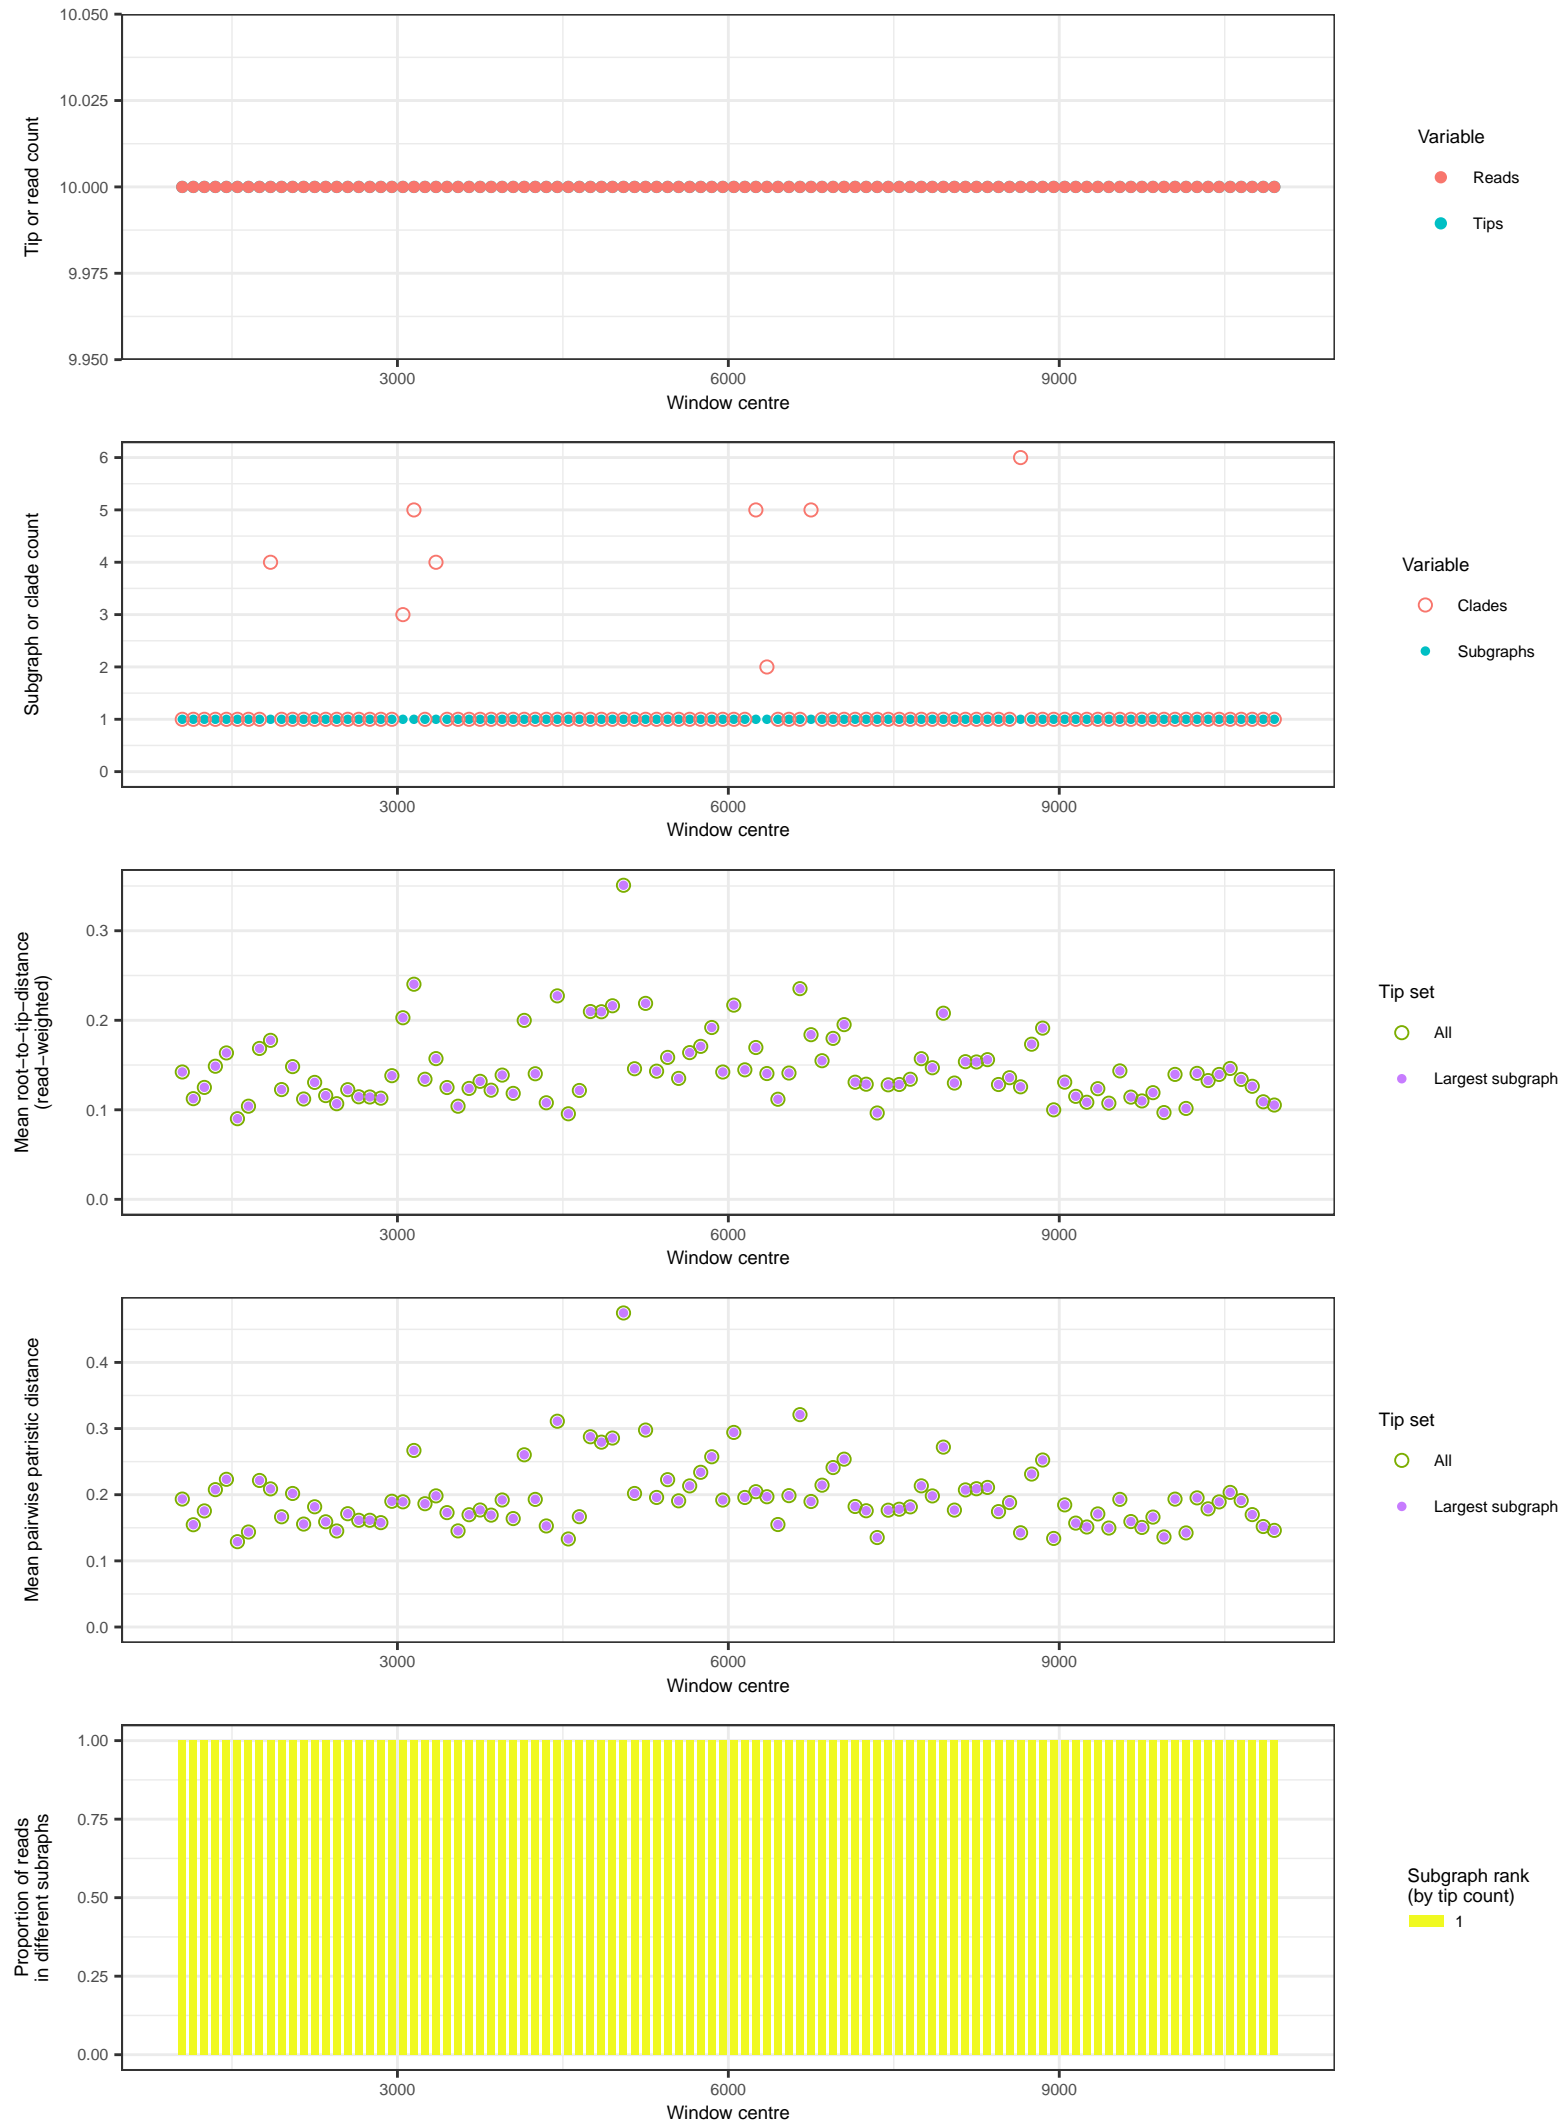 10.050
10.025
10.000
9.975
9.950
Tip or read count
3000
6000
9000
Window centre
Variable
Reads
Tips
6
5
4
3
2
1
0
Subgraph or clade count
3000
6000
9000
Window centre
Variable
Clades
Subgraphs
0.3
0.2
0.1
0.0
Mean root−to−tip−distance
(read−weighted)
3000
6000
9000
Window centre
Tip set
All
Largest subgraph
0.4
0.3
0.2
0.1
0.0
Mean pairwise patristic distance
3000
6000
9000
Window centre
Tip set
All
Largest subgraph
1.00
0.75
0.50
0.25
0.00
Proportion of reads
in different subraphs
3000
6000
9000
Window centre
Subgraph rank
(by tip count)
1